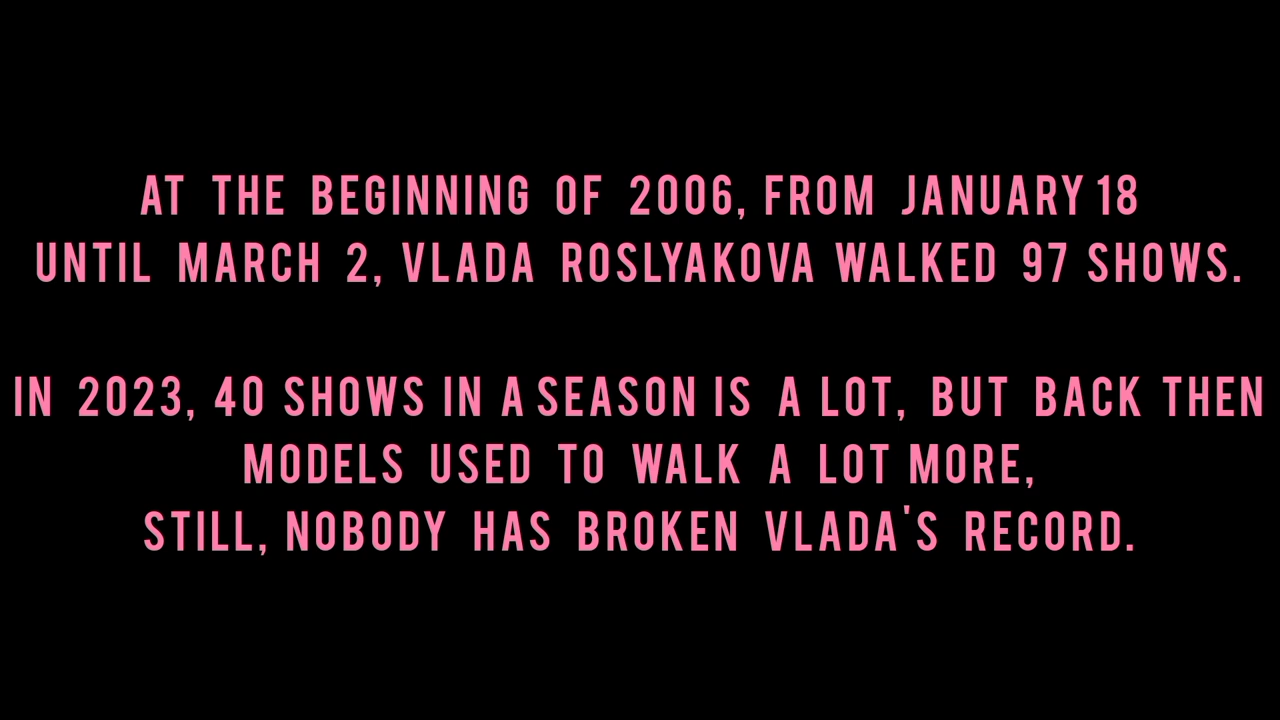 AT THE BEGINNING OF 2006, FROM JANUARY 18
UNTIL MARCH 2, VLADA ROSLYAKOVA WALKED 97 SHOWS.
IN 2023, 40 SHOWS IN A SEASON IS A LOT, BUT BACK THEN
MODELS USED TO WALK A LOT MORE,
STILL, NOBODY HAS BROKEN VLADA'S RECORD.